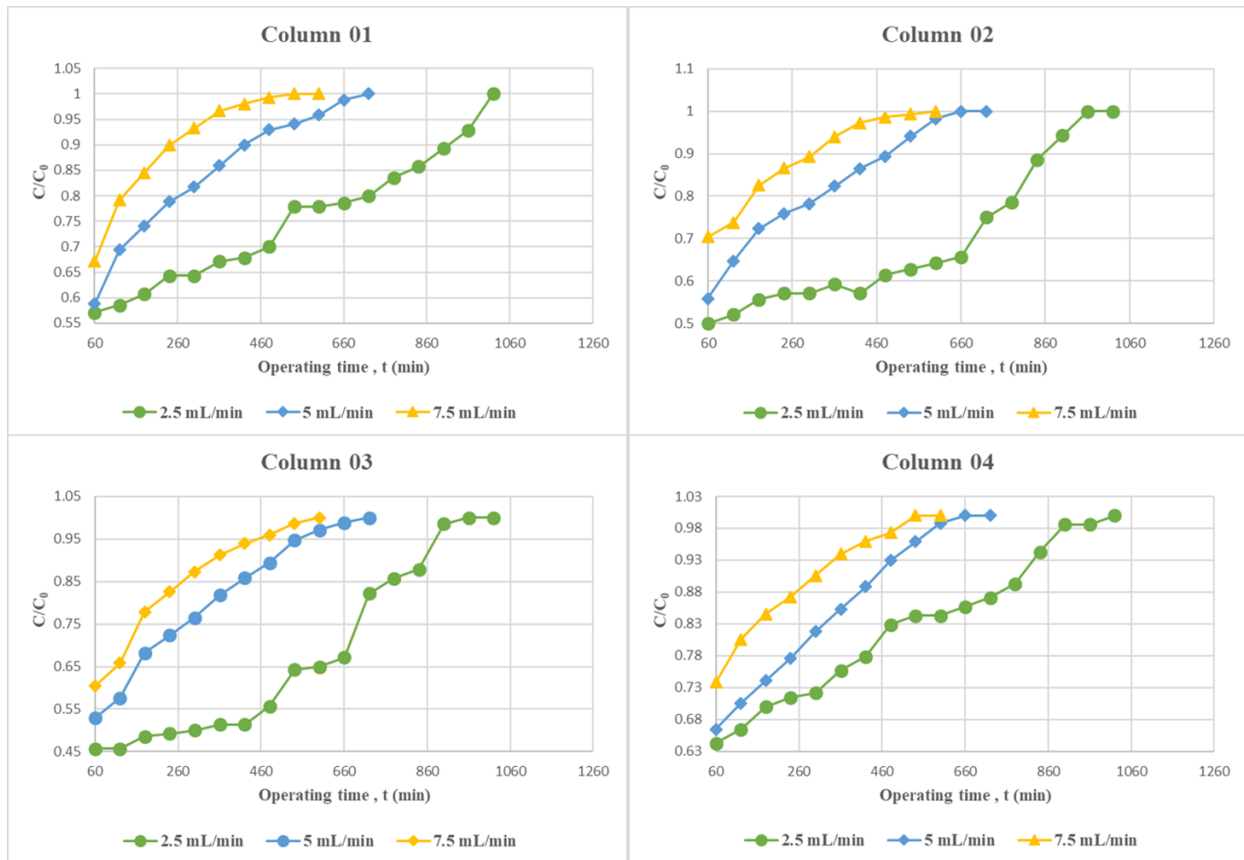 Column 01
1.05
1
0.95
0.9
0.85
0.8
0.75
0.7
0.65
0.6
0.55
C/C₀
60 260 460 660 860 1060 1260
Operating time , t (min)
2.5 mL/min 5 mL/min 7.5 mL/min
Column 02
1.1
1
0.9
0.8
0.7
0.6
0.5
C/C₀
60 260 460 660 860 1060 1260
Operating time , t (min)
2.5 mL/min 5 mL/min 7.5 mL/min
Column 03
1.05
0.95
0.85
0.75
0.65
0.55
0.45
C/C₀
60 260 460 660 860 1060 1260
Operating time , t (min)
2.5 mL/min 5 mL/min 7.5 mL/min
Column 04
1.03
0.98
0.93
0.88
0.83
0.78
0.73
0.68
0.63
C/C₀
60 260 460 660 860 1060 1260
Operating time , t (min)
2.5 mL/min 5 mL/min 7.5 mL/min